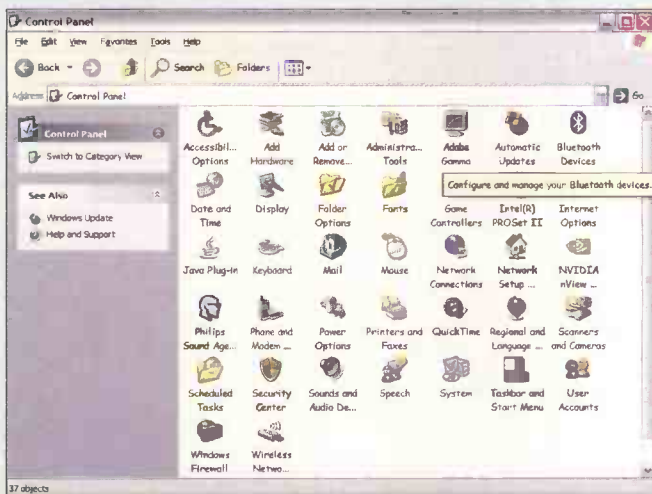 Control Panel
File Edit View Favorites Tools Help
Back Search Folders
Address Control Panel Go
Control Panel
Switch to Category View
See Also
Windows Update
Help and Support
Accessibil... Options
Add Hardware
Add or Remove...
Administra... Tools
Adobe Gamma
Automatic Updates
Bluetooth Devices
Configure and manage your Bluetooth devices.
Date and Time
Display
Folder Options
Fonts
Game Controllers
Intel(R) PROSet II
Internet Options
Java Plug-in
Keyboard
Mail
Mouse
Network Connections
Network Setup ...
NVIDIA nView ...
Philips Sound Age...
Phone and Modem ...
Power Options
Printers and Faxes
QuickTime
Regional and Language ...
Scanners and Cameras
Scheduled Tasks
Security Center
Sounds and Audio De...
Speech
System
Taskbar and Start Menu
User Accounts
Windows Firewall
Wireless Netwo...
37 objects